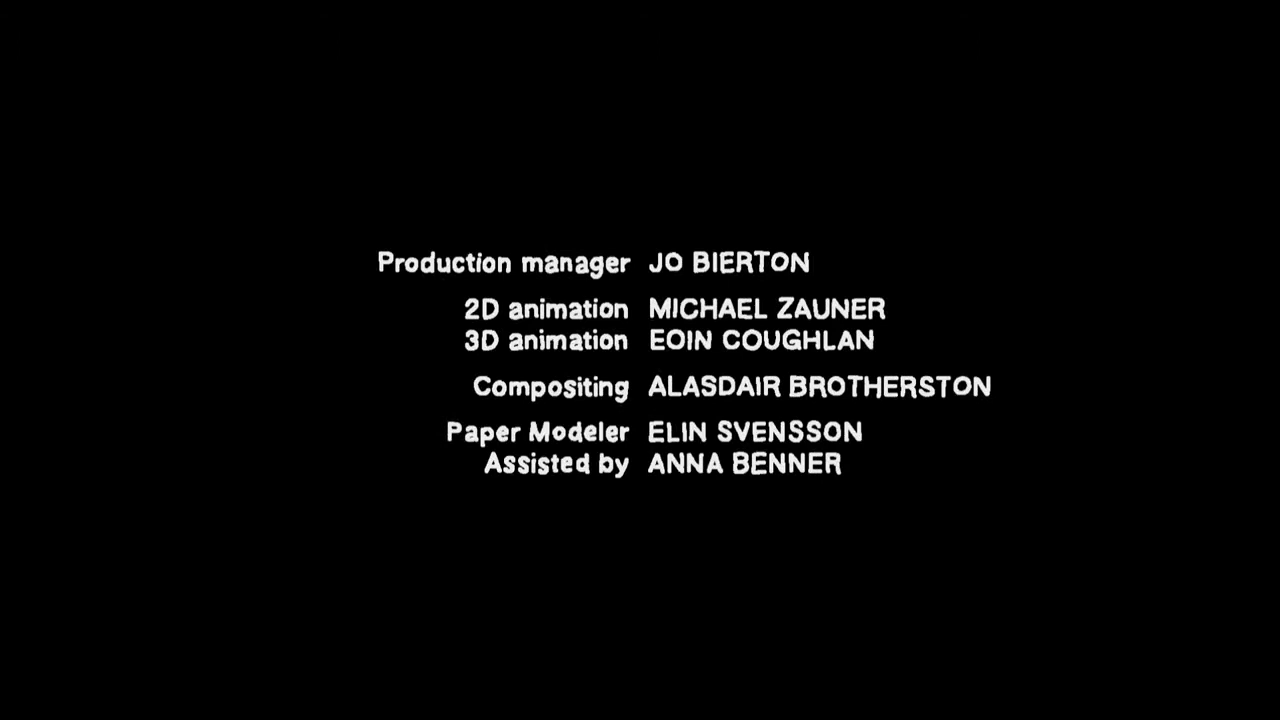 Production manager JO BIERTON
2D animation MICHAEL ZAUNER
3D animation EOIN COUGHLAN
Compositing ALASDAIR BROTHERSTON
Paper Modeler ELIN SVENSSON
Assisted by ANNA BENNER